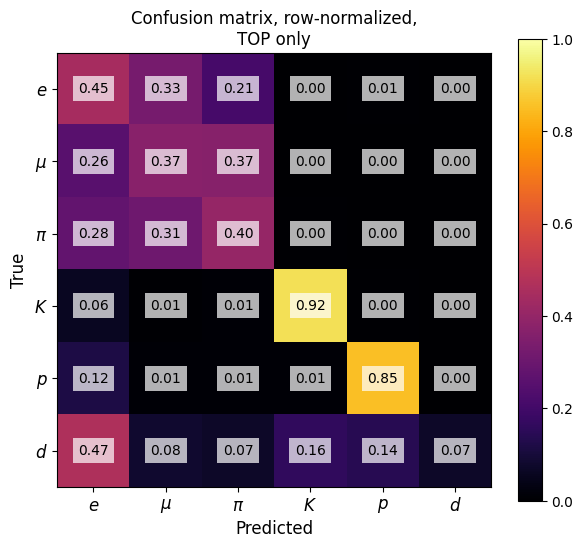 Confusion matrix, row-normalized,
TOP only
True
e 0.45 0.33 0.21 0.00 0.01 0.00
μ 0.26 0.37 0.37 0.00 0.00 0.00
π 0.28 0.31 0.40 0.00 0.00 0.00
K 0.06 0.01 0.01 0.92 0.00 0.00
p 0.12 0.01 0.01 0.01 0.85 0.00
d 0.47 0.08 0.07 0.16 0.14 0.07
e μ π K p d
Predicted
1.0
0.8
0.6
0.4
0.2
0.0